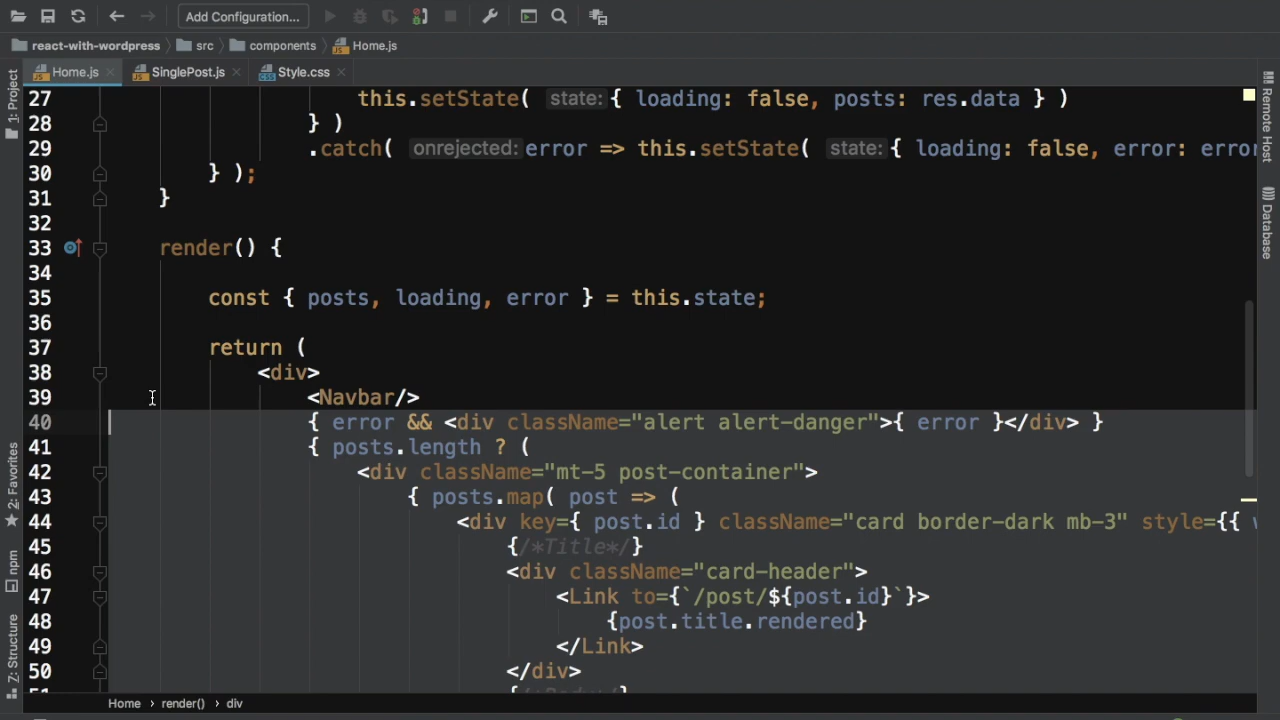 Add Configuration...
react-with-wordpress src components Home.js
Home.js SinglePost.js Style.css
1: Project
2: Favorites
npm
Z: Structure
Remote Host
Database
27 this.setState( state: { loading: false, posts: res.data } )
28 } )
29 .catch( onrejected: error => this.setState( state: { loading: false, error: erro
30 } );
31 }
32
33 render() {
34
35 const { posts, loading, error } = this.state;
36
37 return (
38 <div>
39 <Navbar/>
40 { error && <div className="alert alert-danger">{ error }</div> }
41 { posts.length ? (
42 <div className="mt-5 post-container">
43 { posts.map( post => (
44 <div key={ post.id } className="card border-dark mb-3" style={{
45 {/*Title*/}
46 <div className="card-header">
47 <Link to={`/post/${post.id}`}>
48 {post.title.rendered}
49 </Link>
50 </div>
Home › render() › div